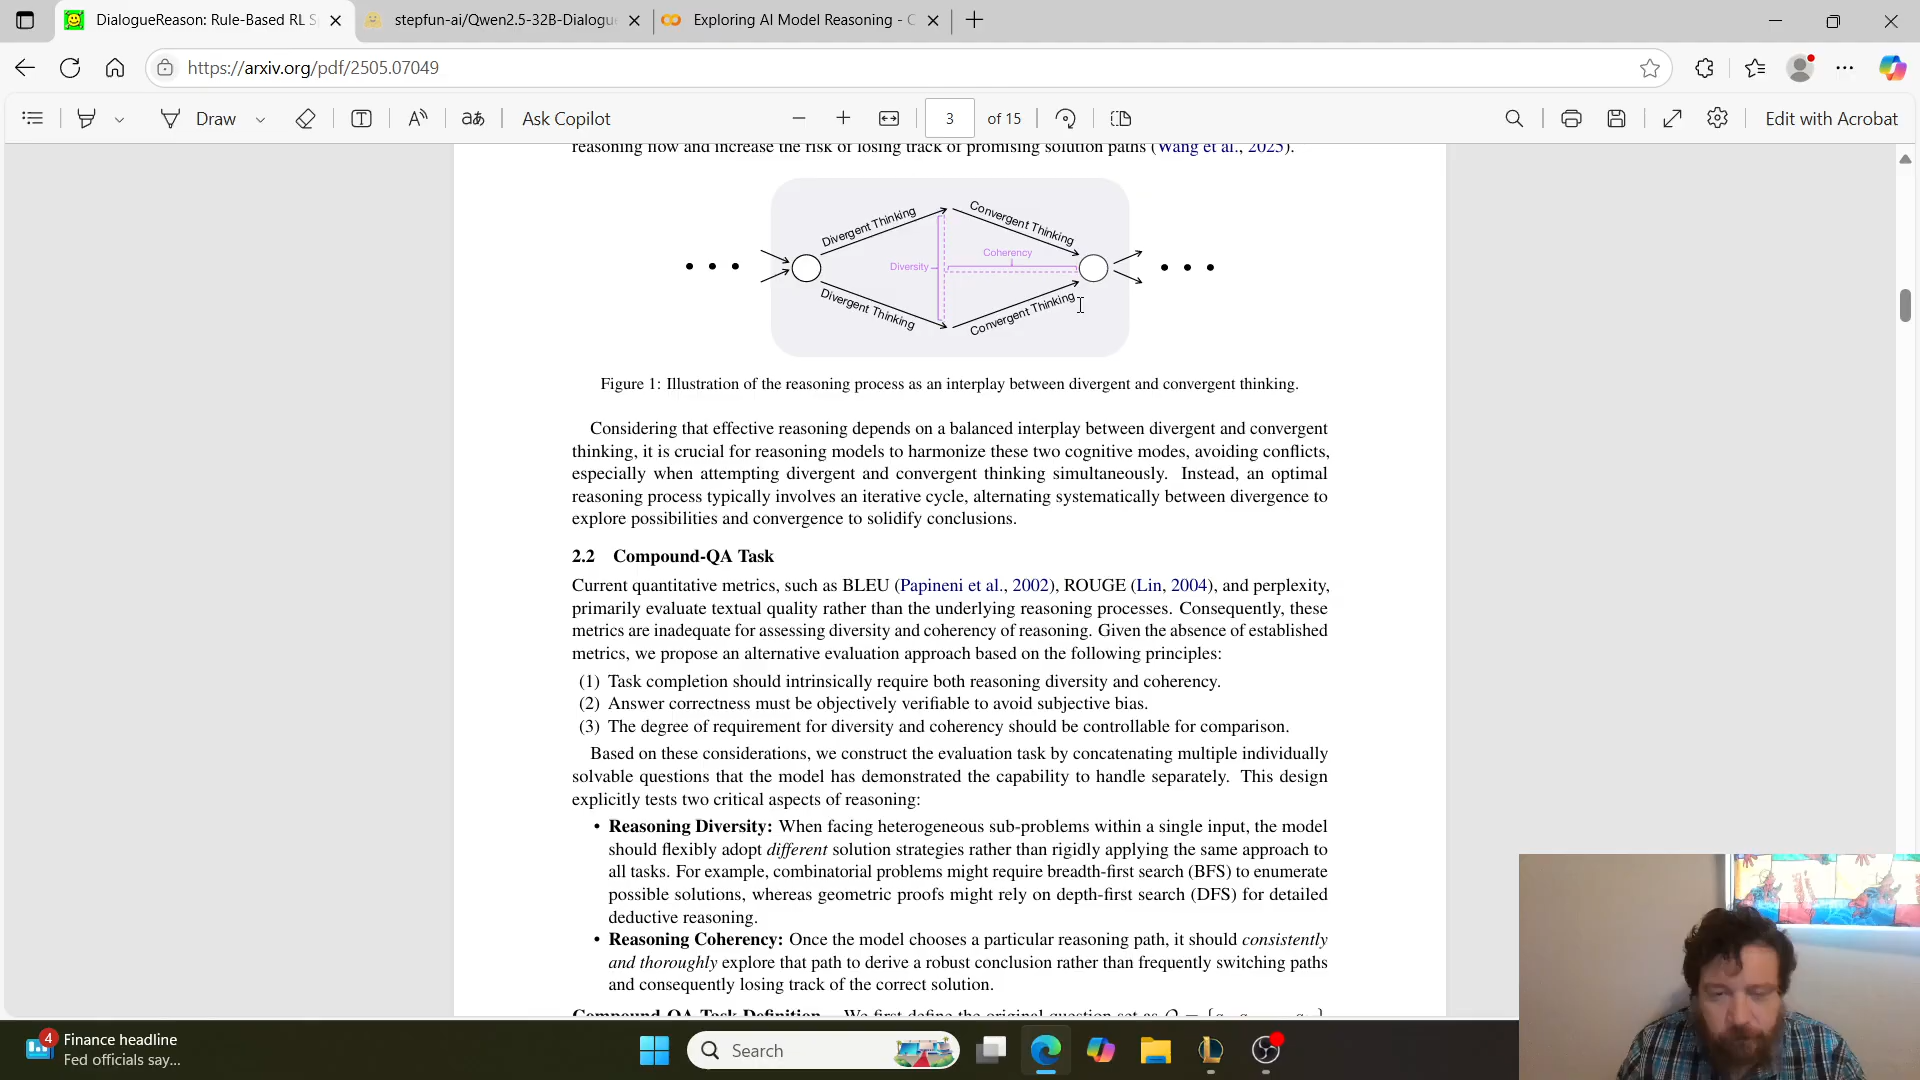 DialogueReason: Rule-Based RL S
stepfun-ai/Qwen2.5-32B-Dialogu
Exploring AI Model Reasoning - C
https://arxiv.org/pdf/2505.07049
Draw
aあ
Ask Copilot
3 of 15
Edit with Acrobat
reasoning flow and increase the risk of losing track of promising solution paths (Wang et al., 2025).
Divergent Thinking
Convergent Thinking
Diversity
Coherency
Divergent Thinking
Convergent Thinking
Figure 1: Illustration of the reasoning process as an interplay between divergent and convergent thinking.
Considering that effective reasoning depends on a balanced interplay between divergent and convergent
thinking, it is crucial for reasoning models to harmonize these two cognitive modes, avoiding conflicts,
especially when attempting divergent and convergent thinking simultaneously. Instead, an optimal
reasoning process typically involves an iterative cycle, alternating systematically between divergence to
explore possibilities and convergence to solidify conclusions.
2.2 Compound-QA Task
Current quantitative metrics, such as BLEU (Papineni et al., 2002), ROUGE (Lin, 2004), and perplexity,
primarily evaluate textual quality rather than the underlying reasoning processes. Consequently, these
metrics are inadequate for assessing diversity and coherency of reasoning. Given the absence of established
metrics, we propose an alternative evaluation approach based on the following principles:
(1) Task completion should intrinsically require both reasoning diversity and coherency.
(2) Answer correctness must be objectively verifiable to avoid subjective bias.
(3) The degree of requirement for diversity and coherency should be controllable for comparison.
Based on these considerations, we construct the evaluation task by concatenating multiple individually
solvable questions that the model has demonstrated the capability to handle separately. This design
explicitly tests two critical aspects of reasoning:
• Reasoning Diversity: When facing heterogeneous sub-problems within a single input, the model
should flexibly adopt different solution strategies rather than rigidly applying the same approach to
all tasks. For example, combinatorial problems might require breadth-first search (BFS) to enumerate
possible solutions, whereas geometric proofs might rely on depth-first search (DFS) for detailed
deductive reasoning.
• Reasoning Coherency: Once the model chooses a particular reasoning path, it should consistently
and thoroughly explore that path to derive a robust conclusion rather than frequently switching paths
and consequently losing track of the correct solution.
Compound-QA Task Definition We first define the original question set as
4
Finance headline
Fed officials say...
Search